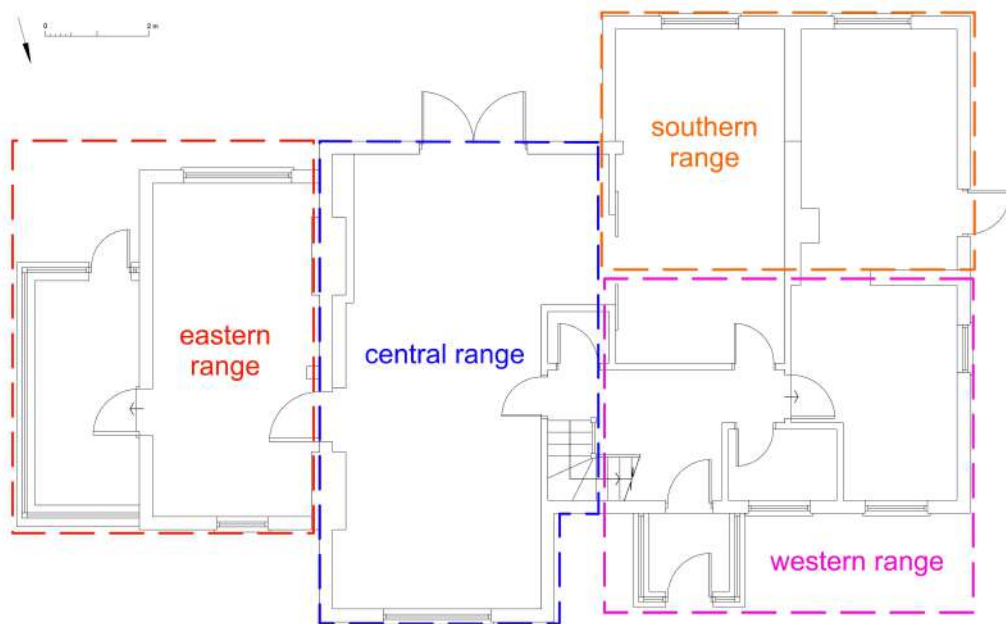 0
2 m
southern
range
eastern
range
central range
western range